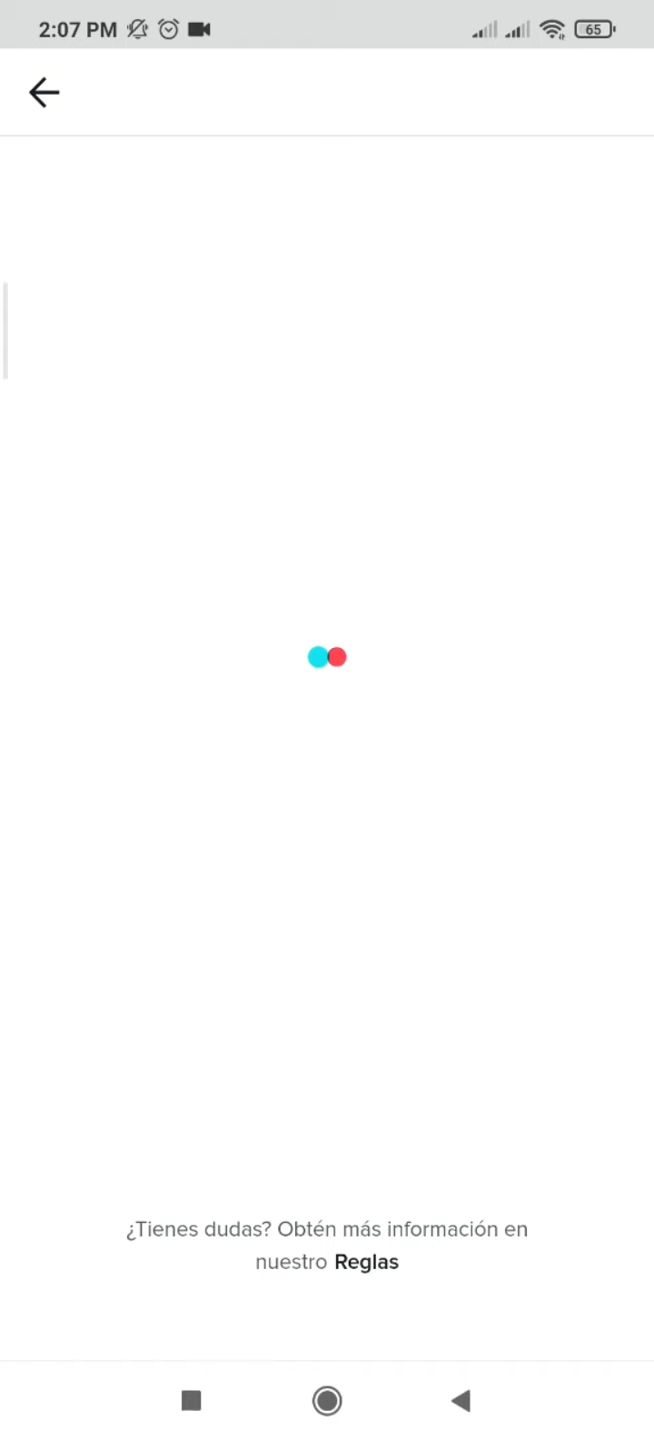 2:07 PM
65
¿Tienes dudas? Obtén más información en
nuestro Reglas